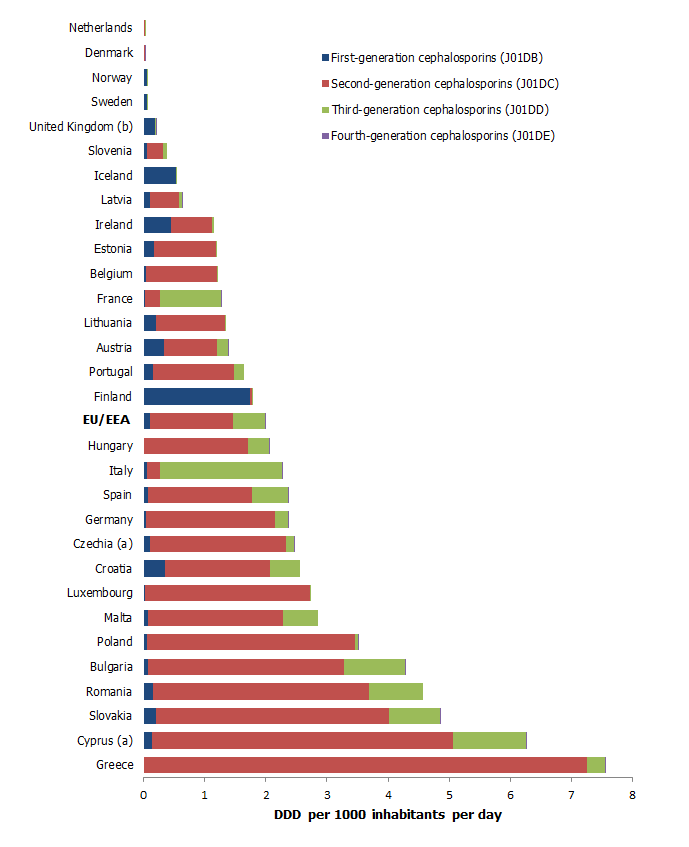 Netherlands
Denmark
First-generation cephalosporins (J01DB)
Norway
Second-generation cephalosporins (J01DC)
Sweden
Third-generation cephalosporins (J01DD)
United Kingdom (b)
Fourth-generation cephalosporins (J01DE)
Slovenia
Iceland
Latvia
Ireland
Estonia
Belgium
France
Lithuania
Austria
Portugal
Finland
EU/EEA
Hungary
Italy
Spain
Germany
Czechia (a)
Croatia
Luxembourg
Malta
Poland
Bulgaria
Romania
Slovakia
Cyprus (a)
Greece
0 1 2 3 4 5 6 7 8
DDD per 1000 inhabitants per day